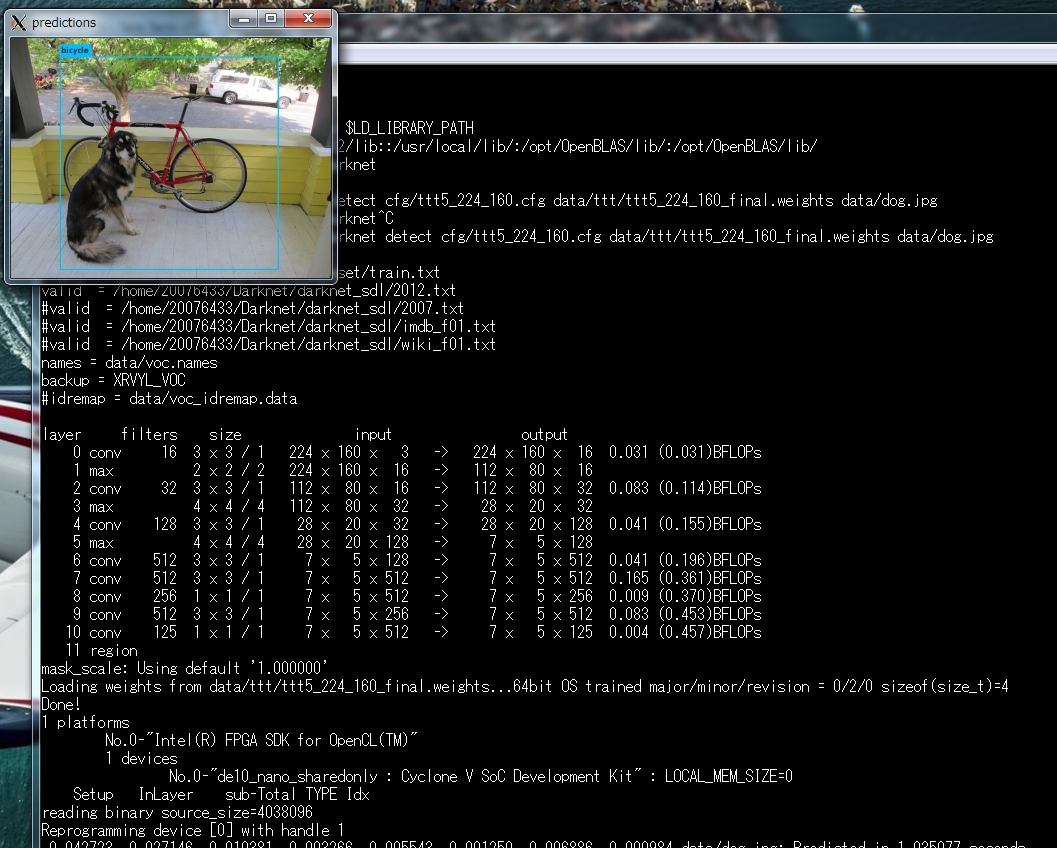 predictions
bicycle
$LD_LIBRARY_PATH
2/lib::/usr/local/lib/:/opt/OpenBLAS/lib/:/opt/OpenBLAS/lib/
rknet
etect cfg/ttt5_224_160.cfg data/ttt/ttt5_224_160_final.weights data/dog.jpg
rknet^C
rknet detect cfg/ttt5_224_160.cfg data/ttt/ttt5_224_160_final.weights data/dog.jpg
set/train.txt
valid  = /home/20076433/Darknet/darknet_sdl/2012.txt
#valid  = /home/20076433/Darknet/darknet_sdl/2007.txt
#valid  = /home/20076433/Darknet/darknet_sdl/imdb_f01.txt
#valid  = /home/20076433/Darknet/darknet_sdl/wiki_f01.txt
names = data/voc.names
backup = XRVYL_VOC
#idremap = data/voc_idremap.data
layer     filters    size              input                output
0 conv     16  3 x 3 / 1   224 x 160 x   3   ->   224 x 160 x  16  0.031 (0.031)BFLOPs
1 max          2 x 2 / 2   224 x 160 x  16   ->   112 x  80 x  16
2 conv     32  3 x 3 / 1   112 x  80 x  16   ->   112 x  80 x  32  0.083 (0.114)BFLOPs
3 max          4 x 4 / 4   112 x  80 x  32   ->    28 x  20 x  32
4 conv    128  3 x 3 / 1    28 x  20 x  32   ->    28 x  20 x 128  0.041 (0.155)BFLOPs
5 max          4 x 4 / 4    28 x  20 x 128   ->     7 x   5 x 128
6 conv    512  3 x 3 / 1     7 x   5 x 128   ->     7 x   5 x 512  0.041 (0.196)BFLOPs
7 conv    512  3 x 3 / 1     7 x   5 x 512   ->     7 x   5 x 512  0.165 (0.361)BFLOPs
8 conv    256  1 x 1 / 1     7 x   5 x 512   ->     7 x   5 x 256  0.009 (0.370)BFLOPs
9 conv    512  3 x 3 / 1     7 x   5 x 256   ->     7 x   5 x 512  0.083 (0.453)BFLOPs
10 conv    125  1 x 1 / 1     7 x   5 x 512   ->     7 x   5 x 125  0.004 (0.457)BFLOPs
11 region
mask_scale: Using default '1.000000'
Loading weights from data/ttt/ttt5_224_160_final.weights...64bit OS trained major/minor/revision = 0/2/0 sizeof(size_t)=4
Done!
1 platforms
No.0-"Intel(R) FPGA SDK for OpenCL(TM)"
1 devices
No.0-"de10_nano_sharedonly : Cyclone V SoC Development Kit" : LOCAL_MEM_SIZE=0
Setup   InLayer    sub-Total TYPE Idx
reading binary source_size=4038096
Reprogramming device [0] with handle 1
data/dog.jpg: Predicted in 1.035077 seconds